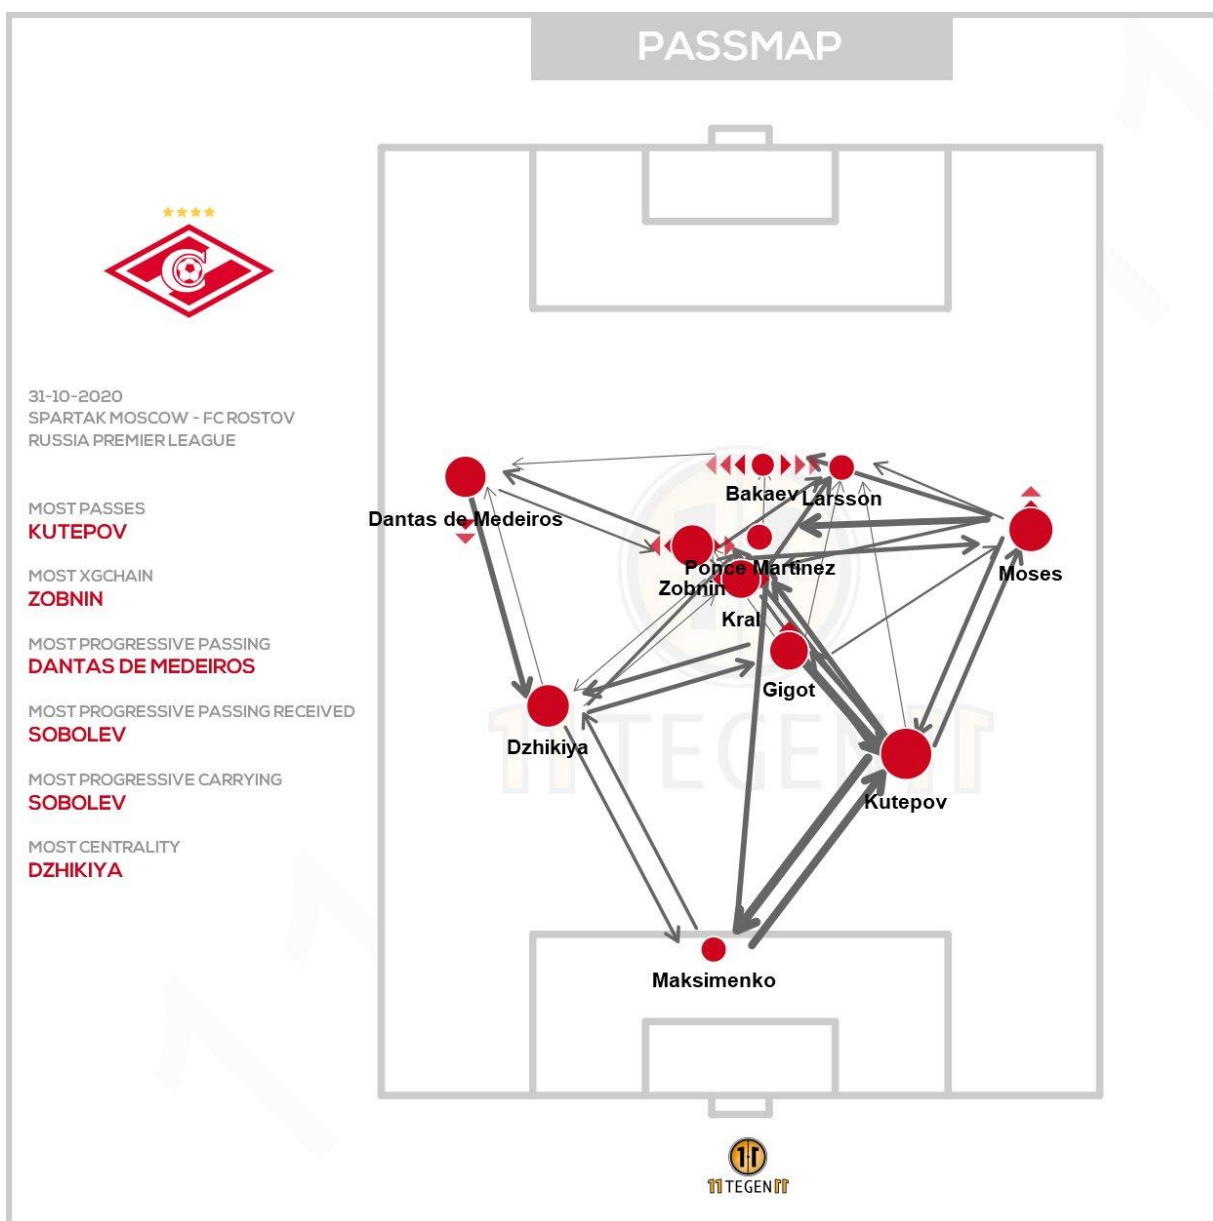 PASSMAP
31-10-2020
SPARTAK MOSCOW - FC ROSTOV
RUSSIA PREMIER LEAGUE
MOST PASSES
KUTEPOV
MOST XGCHAIN
ZOBNIN
MOST PROGRESSIVE PASSING
DANTAS DE MEDEIROS
MOST PROGRESSIVE PASSING RECEIVED
SOBOLEV
MOST PROGRESSIVE CARRYING
SOBOLEV
MOST CENTRALITY
DZHIKIYA
Bakaev
Larsson
Dantas de Medeiros
Ponce Martinez
Moses
Zobnin
Kral
Gigot
Dzhikiya
11TEGEN11
Kutepov
Maksimenko
11
11TEGEN11